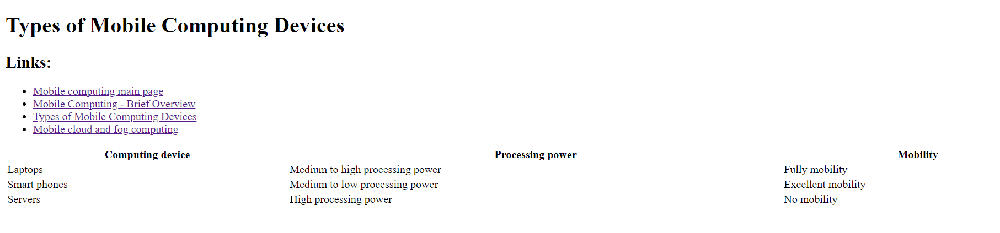 Types of Mobile Computing Devices
Links:
Mobile computing main page
Mobile Computing - Brief Overview
Types of Mobile Computing Devices
Mobile cloud and fog computing
Computing device Processing power Mobility
Laptops Medium to high processing power Fully mobility
Smart phones Medium to low processing power Excellent mobility
Servers High processing power No mobility